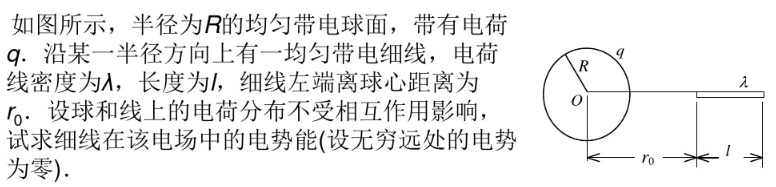 如图所示，半径为R的均匀带电球面，带有电荷
q．沿某一半径方向上有一均匀带电细线，电荷
线密度为λ，长度为l，细线左端离球心距离为
r₀．设球和线上的电荷分布不受相互作用影响，
试求细线在该电场中的电势能(设无穷远处的电势
为零)．
q
R
λ
O
r₀
l